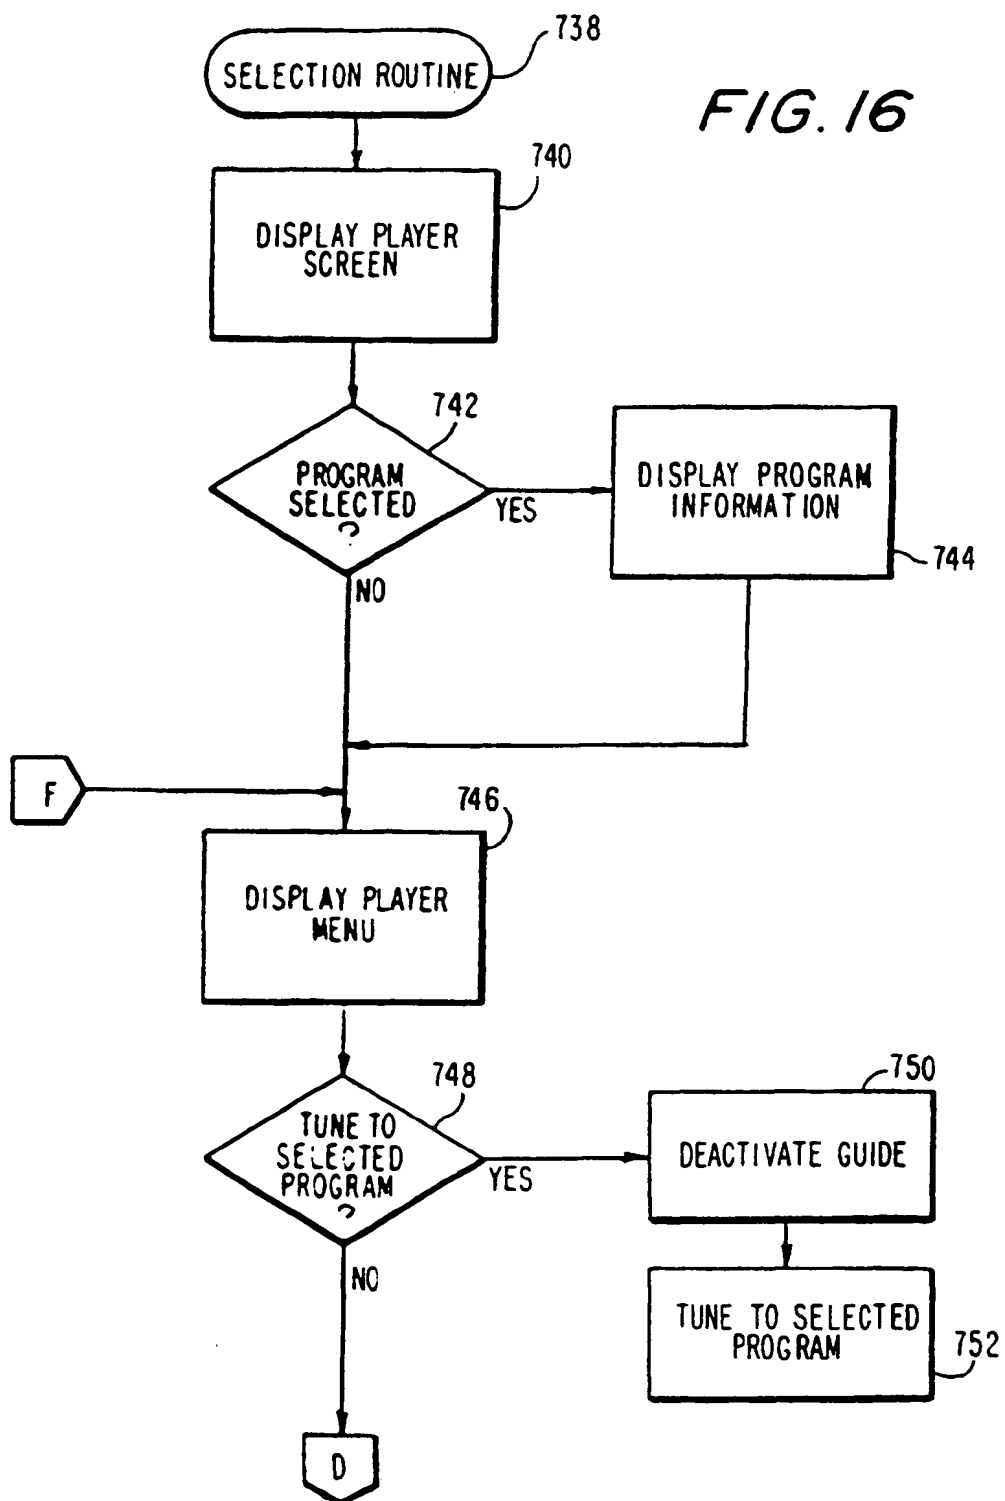 738
SELECTION ROUTINE
FIG. 16
740
DISPLAY PLAYER
SCREEN
742
PROGRAM
SELECTED
?
YES
DISPLAY PROGRAM
INFORMATION
744
NO
F
746
DISPLAY PLAYER
MENU
748
TUNE TO
SELECTED
PROGRAM
?
YES
750
DEACTIVATE GUIDE
NO
TUNE TO SELECTED
PROGRAM
752
D